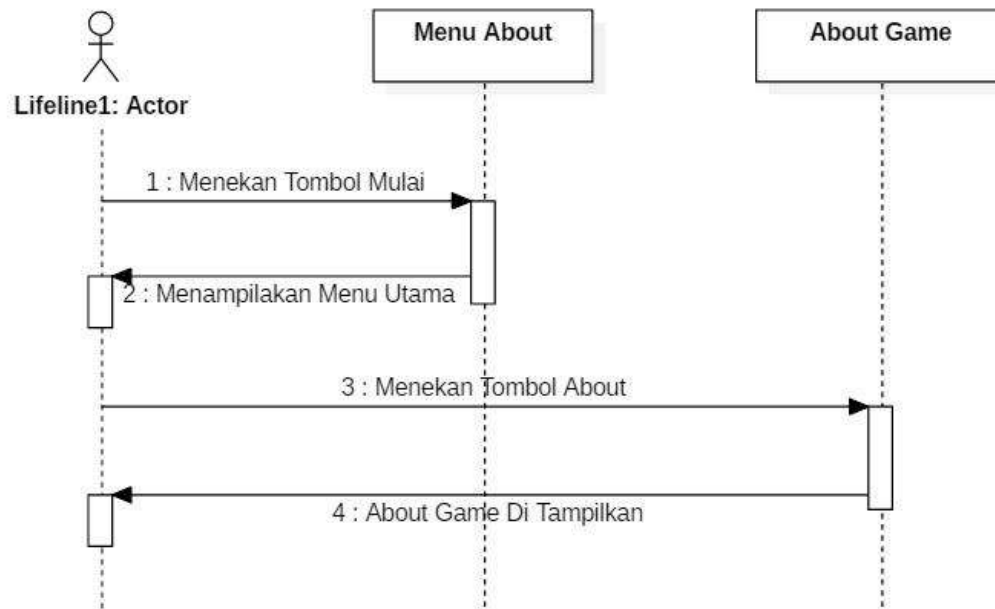 Menu About
About Game
Lifeline1: Actor
1 : Menekan Tombol Mulai
2 : Menampilakan Menu Utama
3 : Menekan Tombol About
4 : About Game Di Tampilkan